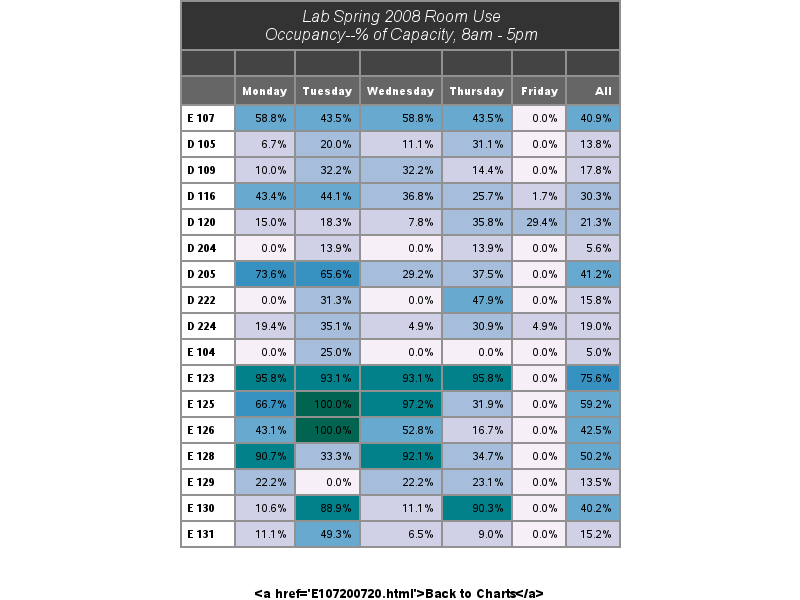 Lab Spring 2008 Room Use
Occupancy--% of Capacity, 8am - 5pm
Monday Tuesday Wednesday Thursday Friday All
E 107 58.8% 43.5% 58.8% 43.5% 0.0% 40.9%
D 105 6.7% 20.0% 11.1% 31.1% 0.0% 13.8%
D 109 10.0% 32.2% 32.2% 14.4% 0.0% 17.8%
D 116 43.4% 44.1% 36.8% 25.7% 1.7% 30.3%
D 120 15.0% 18.3% 7.8% 35.8% 29.4% 21.3%
D 204 0.0% 13.9% 0.0% 13.9% 0.0% 5.6%
D 205 73.6% 65.6% 29.2% 37.5% 0.0% 41.2%
D 222 0.0% 31.3% 0.0% 47.9% 0.0% 15.8%
D 224 19.4% 35.1% 4.9% 30.9% 4.9% 19.0%
E 104 0.0% 25.0% 0.0% 0.0% 0.0% 5.0%
E 123 95.8% 93.1% 93.1% 95.8% 0.0% 75.6%
E 125 66.7% 100.0% 97.2% 31.9% 0.0% 59.2%
E 126 43.1% 100.0% 52.8% 16.7% 0.0% 42.5%
E 128 90.7% 33.3% 92.1% 34.7% 0.0% 50.2%
E 129 22.2% 0.0% 22.2% 23.1% 0.0% 13.5%
E 130 10.6% 88.9% 11.1% 90.3% 0.0% 40.2%
E 131 11.1% 49.3% 6.5% 9.0% 0.0% 15.2%
<a href='E107200720.html'>Back to Charts</a>